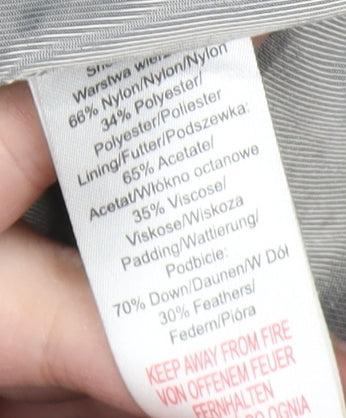 Warstwa
66% Nylon/Nylon/Nylon
34% Polyester/
Polyester/Poliester
Lining/Futter/Podszewka:
65% Acetate/
Acetat/Włókno octanowe
35% Viscose/
Viskose/Wiskoza
Padding/Wattierung/
Podbicie:
70% Down/Daunen/W Dół
30% Feathers/
Federn/Pióra
KEEP AWAY FROM FIRE
VON OFFENEM FEUER
FERNHALTEN